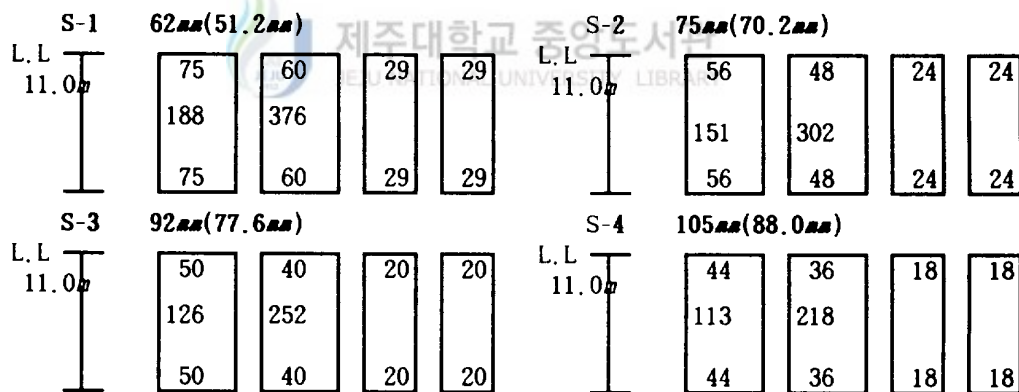 S-1 62mm(51.2mm)
L.L 11.0m
75 60 29 29
188 376
75 60 29 29
S-2 75mm(70.2mm)
L.L 11.0m
56 48 24 24
151 302
56 48 24 24
S-3 92mm(77.6mm)
L.L 11.0m
50 40 20 20
126 252
50 40 20 20
S-4 105mm(88.0mm)
L.L 11.0m
44 36 18 18
113 218
44 36 18 18
제주대학교 중앙도서관
JEJU NATIONAL UNIVERSITY LIBRARY